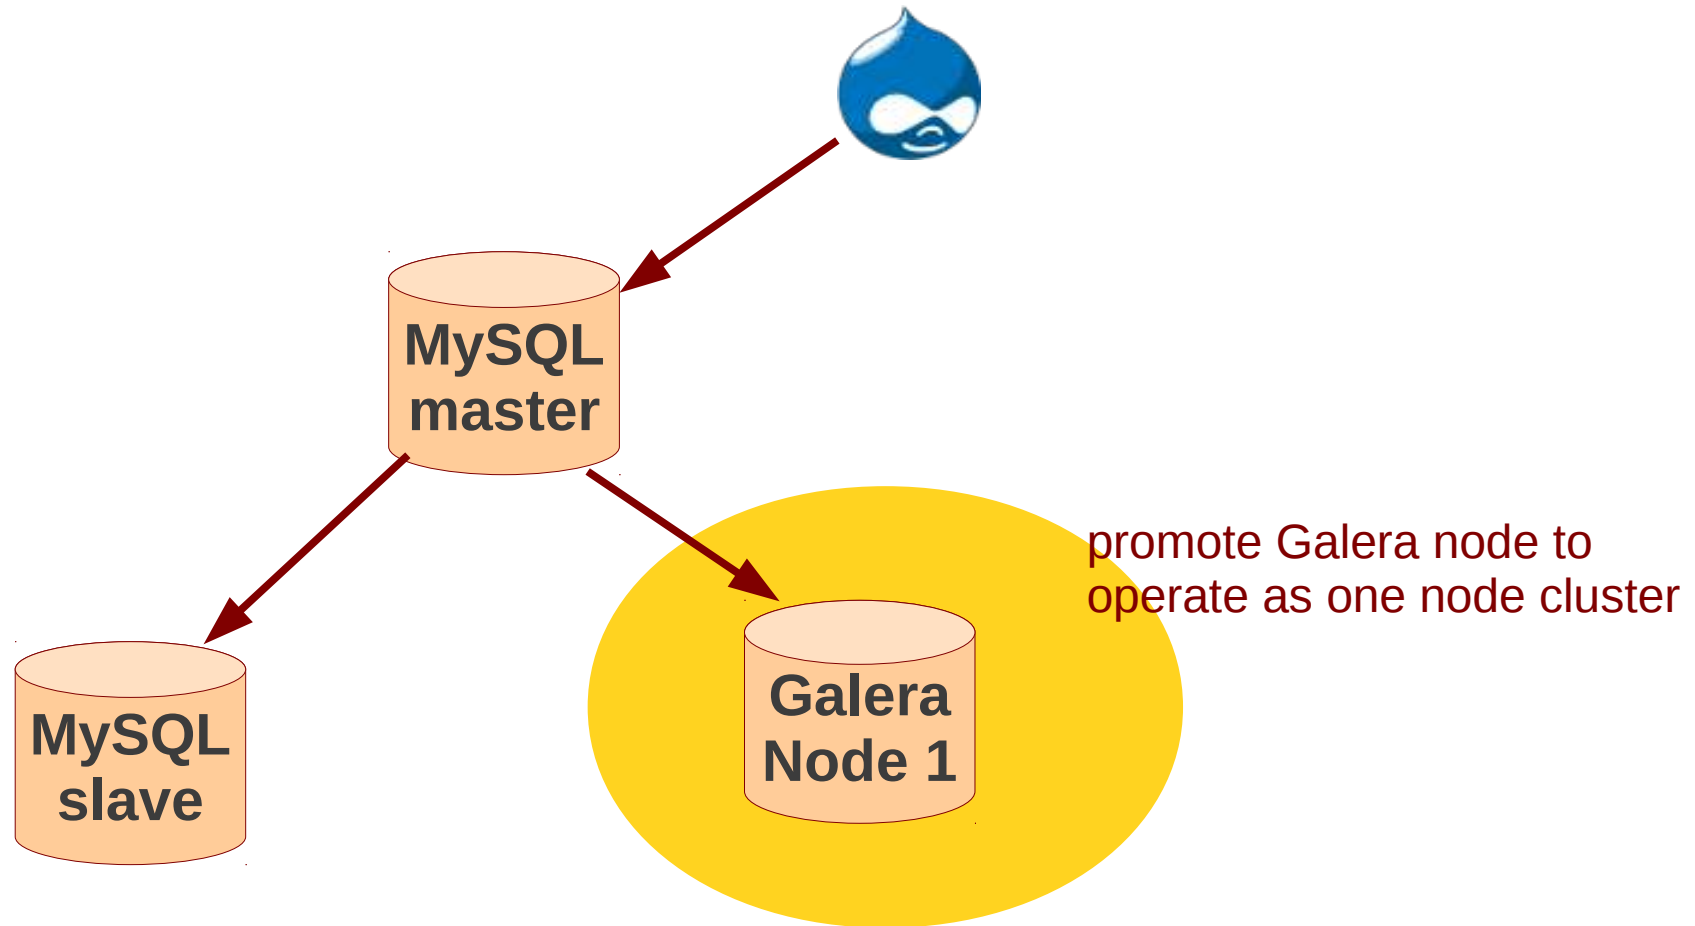 MySQL
master
promote Galera node to
operate as one node cluster
Galera
Node 1
MySQL
slave